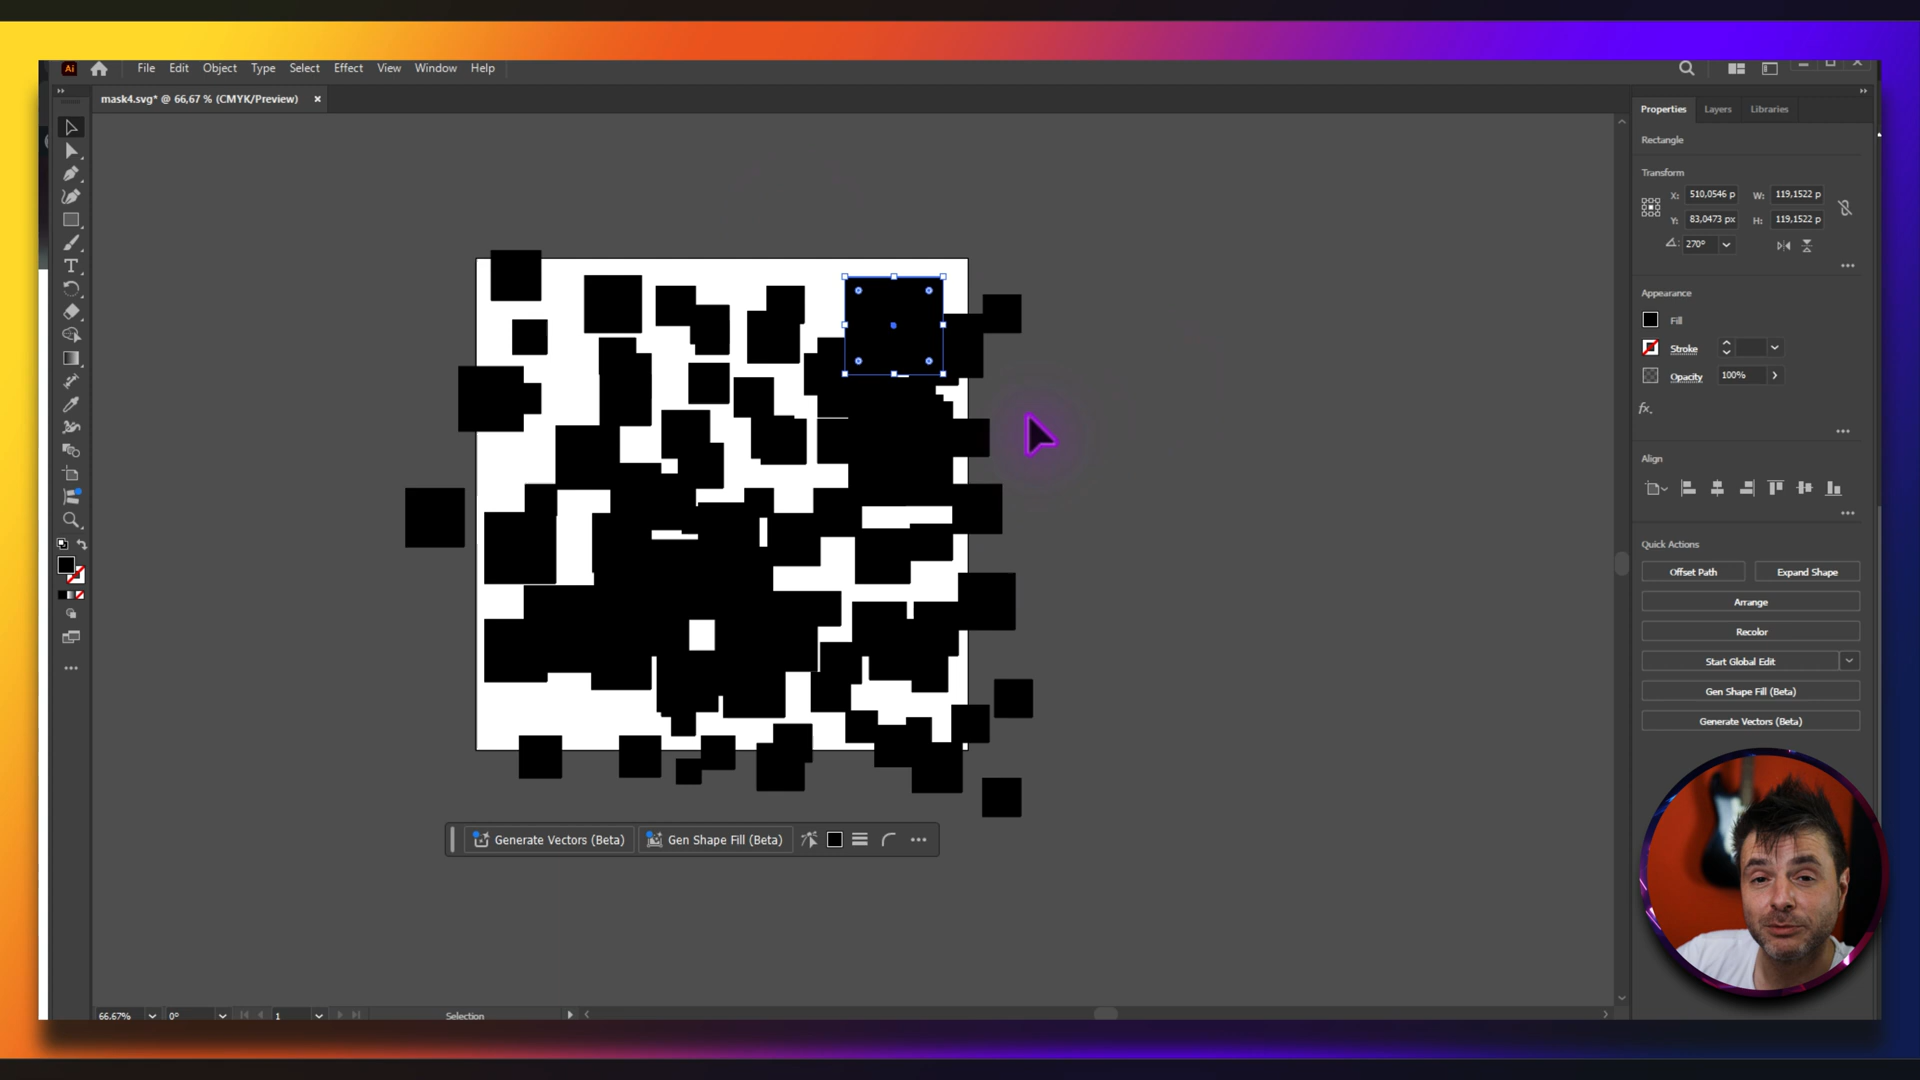 Ai File Edit Object Type Select Effect View Window Help
mask4.svg* @ 66,67 % (CMYK/Preview) ×
Properties Layers Libraries
Rectangle
Transform
X: 510,0546 p W: 119,1522 p
Y: 83,0473 px H: 119,1522 p
270°
Appearance
Fill
Stroke
Opacity 100%
fx.
Align
Quick Actions
Offset Path Expand Shape
Arrange
Recolor
Start Global Edit
Gen Shape Fill (Beta)
Generate Vectors (Beta)
Generate Vectors (Beta) Gen Shape Fill (Beta)
66,67% 0° 1 Selection